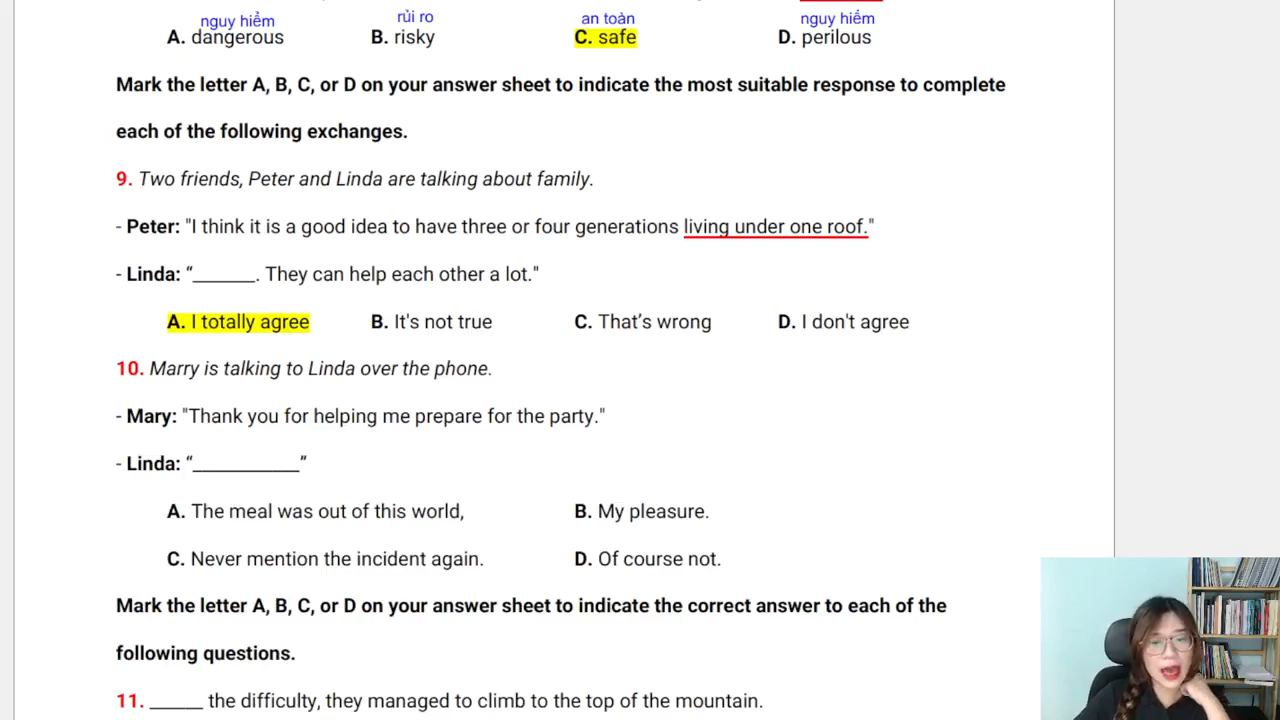 nguy hiểm rủi ro an toàn nguy hiểm
A. dangerous B. risky C. safe D. perilous
Mark the letter A, B, C, or D on your answer sheet to indicate the most suitable response to complete
each of the following exchanges.
9. Two friends, Peter and Linda are talking about family.
- Peter: "I think it is a good idea to have three or four generations living under one roof."
- Linda: “______. They can help each other a lot."
A. I totally agree B. It's not true C. That’s wrong D. I don't agree
10. Marry is talking to Linda over the phone.
- Mary: "Thank you for helping me prepare for the party."
- Linda: “__________”
A. The meal was out of this world, B. My pleasure.
C. Never mention the incident again. D. Of course not.
Mark the letter A, B, C, or D on your answer sheet to indicate the correct answer to each of the
following questions.
11. _____ the difficulty, they managed to climb to the top of the mountain.